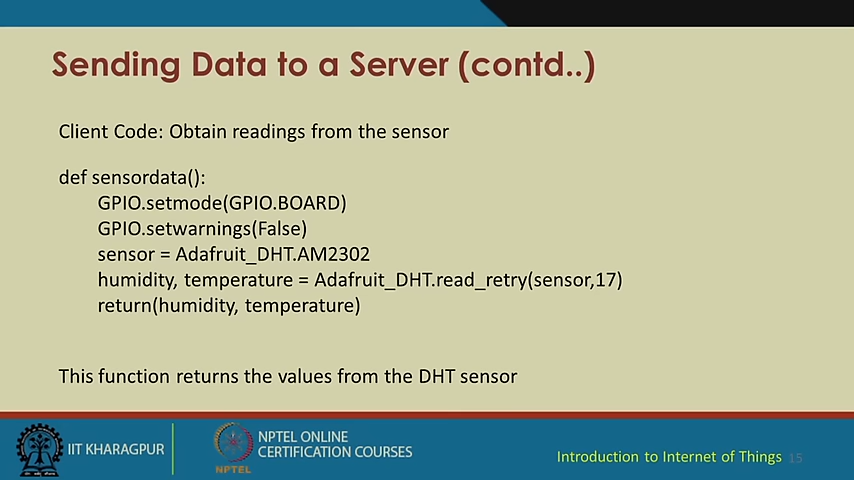 Sending Data to a Server (contd..)
Client Code: Obtain readings from the sensor
def sensordata():
GPIO.setmode(GPIO.BOARD)
GPIO.setwarnings(False)
sensor = Adafruit_DHT.AM2302
humidity, temperature = Adafruit_DHT.read_retry(sensor,17)
return(humidity, temperature)
This function returns the values from the DHT sensor
IIT KHARAGPUR
NPTEL
NPTEL ONLINE
CERTIFICATION COURSES
Introduction to Internet of Things
15